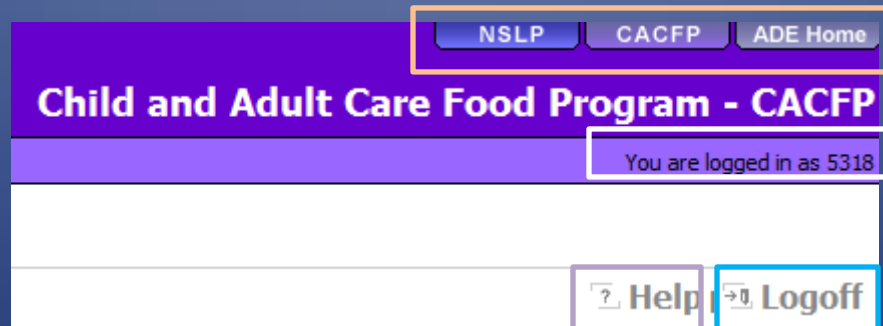 NSLP CACFP ADE Home
Child and Adult Care Food Program - CACFP
You are logged in as 5318
? Help Logoff